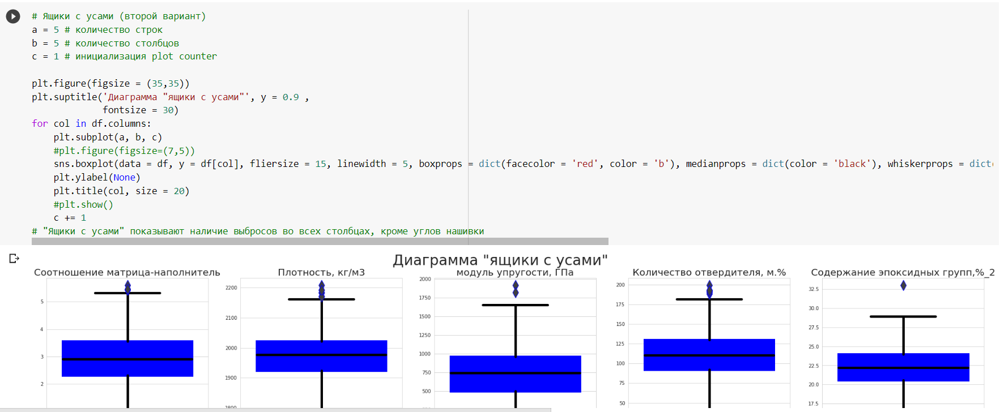 # Ящики с усами (второй вариант)
a = 5 # количество строк
b = 5 # количество столбцов
c = 1 # инициализация plot counter
plt.figure(figsize = (35,35))
plt.suptitle('Диаграмма "ящики с усами"', y = 0.9 ,
fontsize = 30)
for col in df.columns:
plt.subplot(a, b, c)
#plt.figure(figsize=(7,5))
sns.boxplot(data = df, y = df[col], fliersize = 15, linewidth = 5, boxprops = dict(facecolor = 'red', color = 'b'), medianprops = dict(color = 'black'), whiskerprops = dict(
plt.ylabel(None)
plt.title(col, size = 20)
#plt.show()
c += 1
# "Ящики с усами" показывают наличие выбросов во всех столбцах, кроме углов нашивки
Диаграмма "ящики с усами"
Соотношение матрица-наполнитель
5
4
3
2
Плотность, кг/м3
2200
2100
2000
1900
1800
модуль упругости, ГПа
2000
1750
1500
1250
1000
750
500
Количество отвердителя, м.%
200
175
150
125
100
75
50
Содержание эпоксидных групп,%_2
32.5
30.0
27.5
25.0
22.5
20.0
17.5